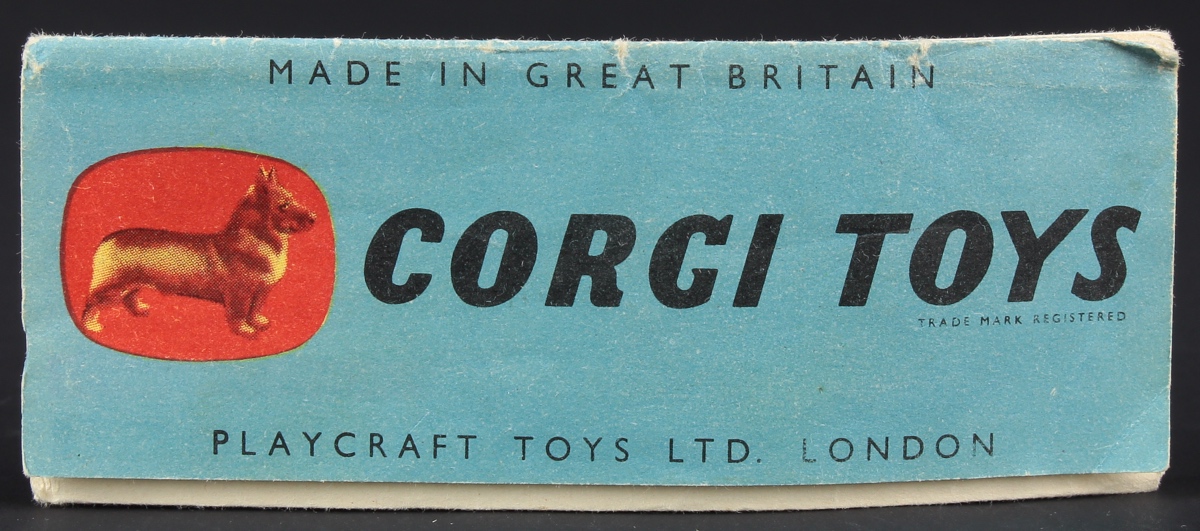 MADE IN GREAT BRITAIN
CORGI TOYS
TRADE MARK REGISTERED
PLAYCRAFT TOYS LTD. LONDON